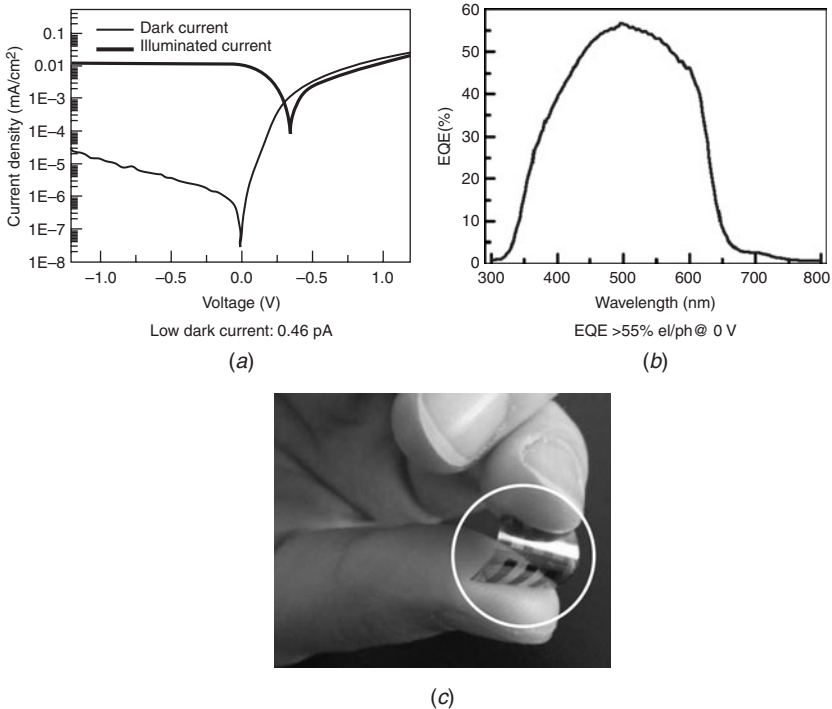 0.1
0.01
1E–3
1E–4
1E–5
1E–6
1E–7
1E–8
Current density (mA/cm2)
Dark current
Illuminated current
–1.0
–0.5
0.0
–0.5
1.0
Voltage (V)
Low dark current: 0.46 pA
(a)
60
50
40
30
20
10
0
EQE(%)
300
400
500
600
700
800
Wavelength (nm)
EQE >55% el/ph@ 0 V
(b)
(c)